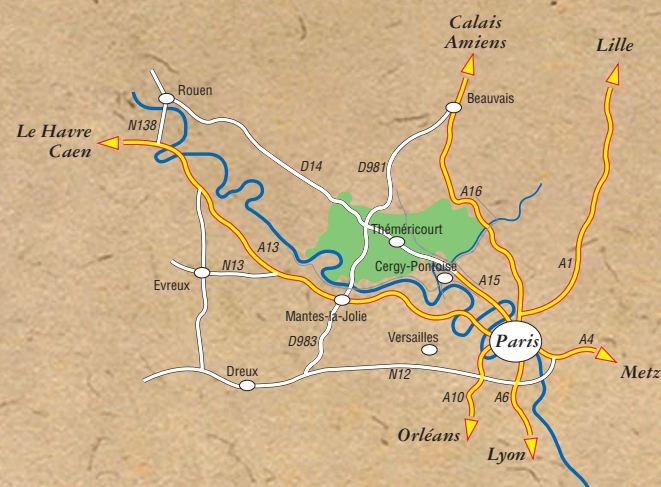 Calais
Amiens
Lille
Rouen
Beauvais
N138
Le Havre
Caen
D14
D981
A16
Théméricourt
A13
Cergy-Pontoise
A1
N13
A15
Evreux
Mantes-la-Jolie
D983
Versailles
Paris
A4
Metz
Dreux
N12
A10
A6
Orléans
Lyon